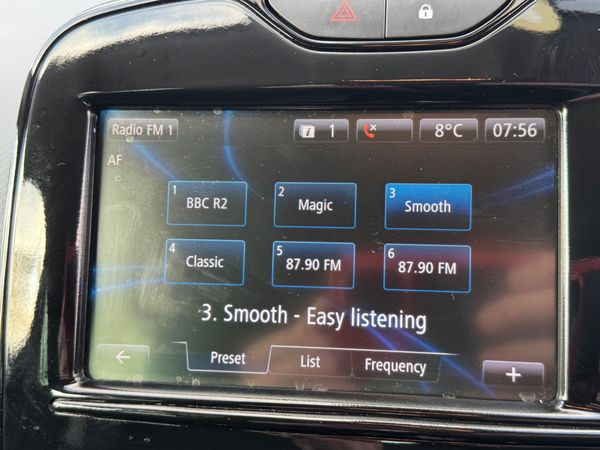 Radio FM 1
i 1
8°C
07:56
AF
1 BBC R2
2 Magic
3 Smooth
4 Classic
5 87.90 FM
6 87.90 FM
3. Smooth - Easy listening
Preset
List
Frequency
+